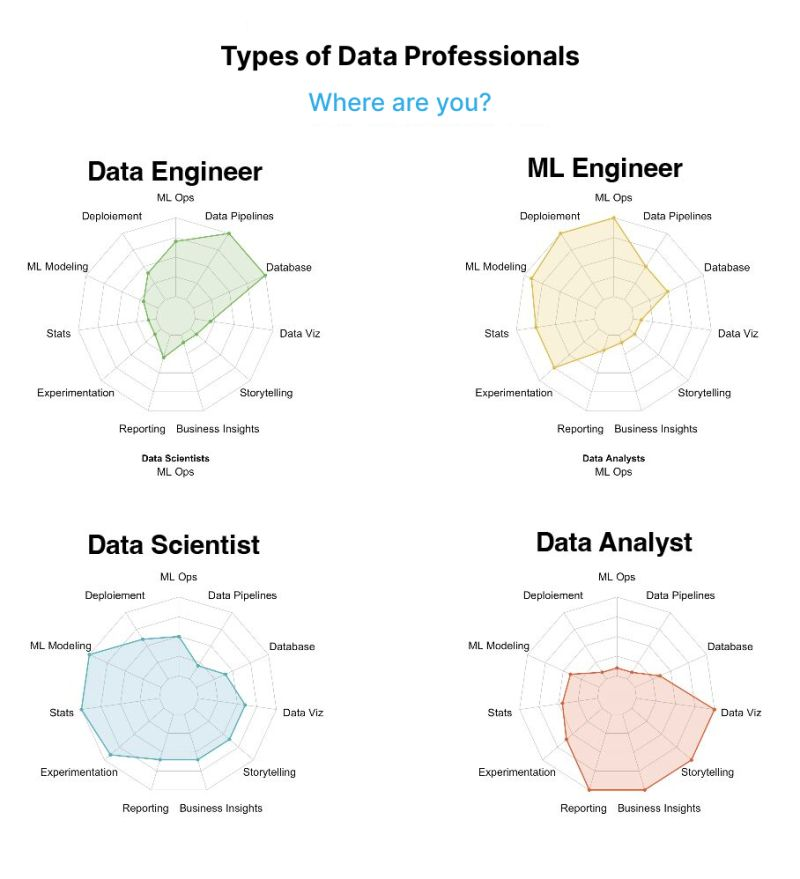 Types of Data Professionals
Where are you?
Data Engineer
ML Ops
Deploiement
Data Pipelines
ML Modeling
Database
Stats
Data Viz
Experimentation
Storytelling
Reporting
Business Insights
Data Scientists
ML Ops
ML Engineer
ML Ops
Deploiement
Data Pipelines
ML Modeling
Database
Stats
Data Viz
Experimentation
Storytelling
Reporting
Business Insights
Data Analysts
ML Ops
Data Scientist
ML Ops
Deploiement
Data Pipelines
ML Modeling
Database
Stats
Data Viz
Experimentation
Storytelling
Reporting
Business Insights
Data Analyst
ML Ops
Deploiement
Data Pipelines
ML Modeling
Database
Stats
Data Viz
Experimentation
Storytelling
Reporting
Business Insights